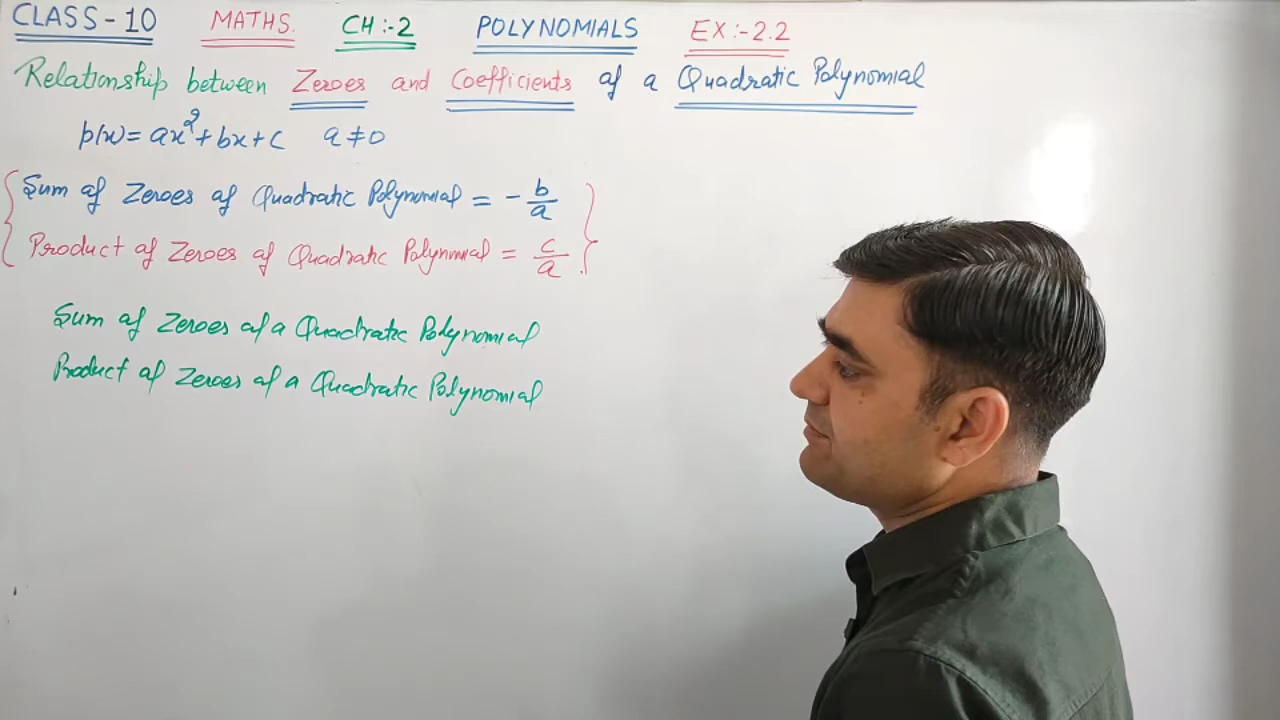 CLASS-10 MATHS. CH:-2 POLYNOMIALS EX:-2.2
Relationship between Zeroes and Coefficients of a Quadratic Polynomial
p(x) = ax²+bx+c a≠0
Sum of Zeroes of Quadratic Polynomial = -b/a
Product of Zeroes of Quadratic Polynomial = c/a
Sum of Zeroes of a Quadratic Polynomial
Product of Zeroes of a Quadratic Polynomial